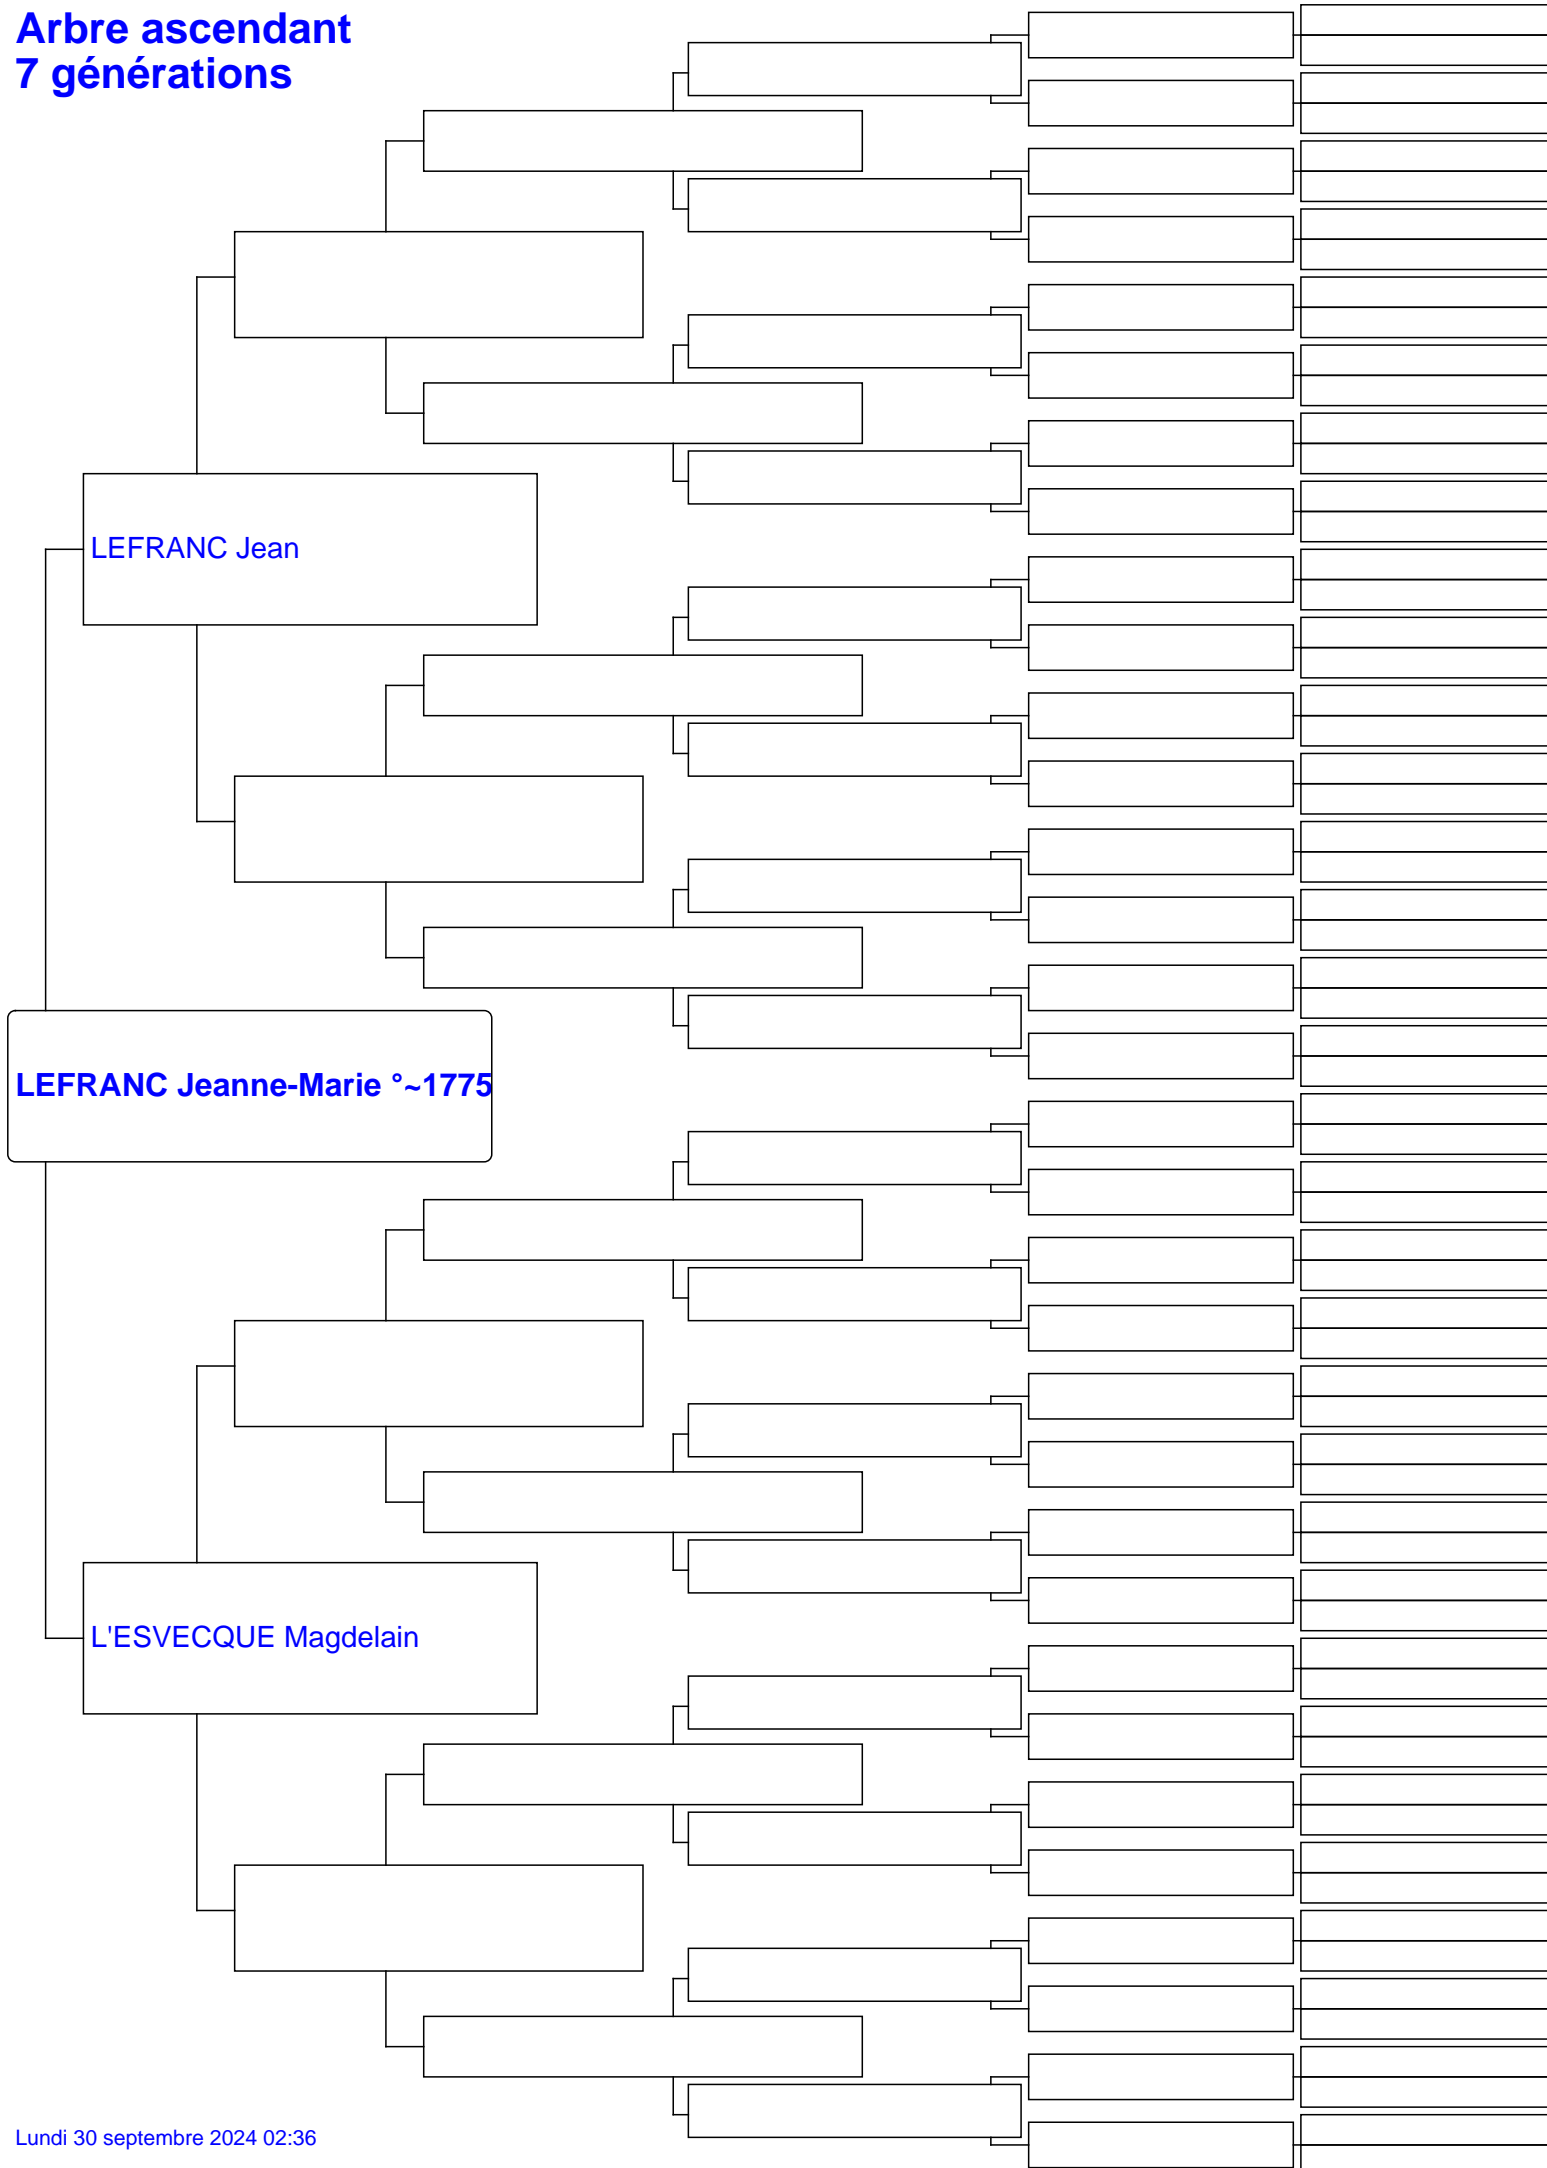 Arbre ascendant
7 générations
LEFRANC Jean
LEFRANC Jeanne-Marie °~1775
L'ESVECQUE Magdelain
Lundi 30 septembre 2024 02:36